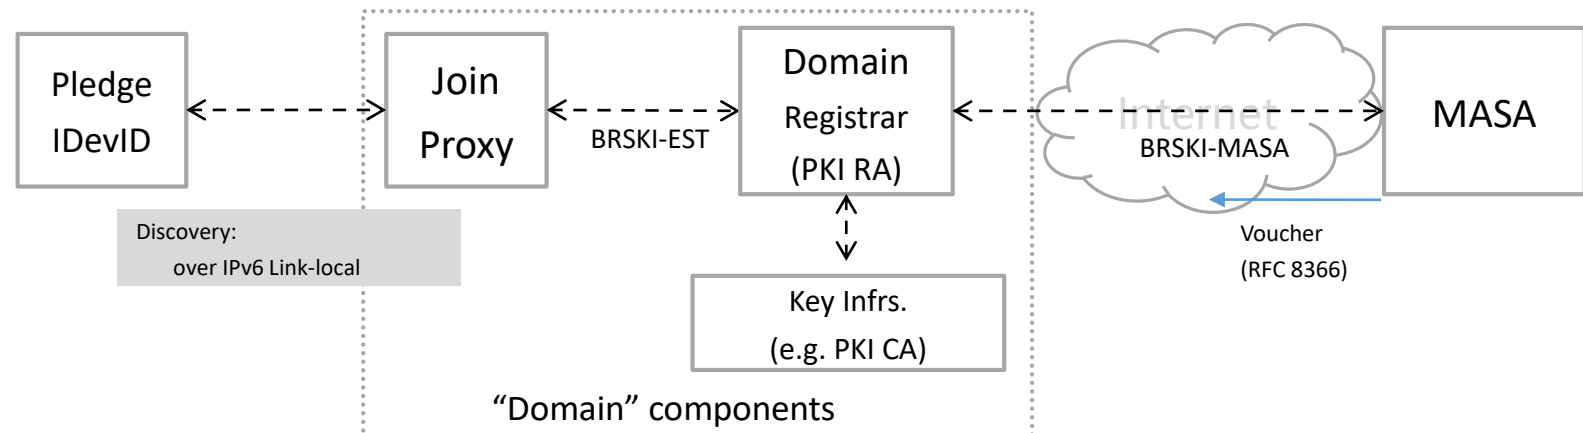 Pledge
IDevID
Join
Proxy
BRSKI-EST
Domain
Registrar
(PKI RA)
Internet
BRSKI-MASA
MASA
Discovery:
over IPv6 Link-local
Voucher
(RFC 8366)
Key Infrs.
(e.g. PKI CA)
“Domain” components